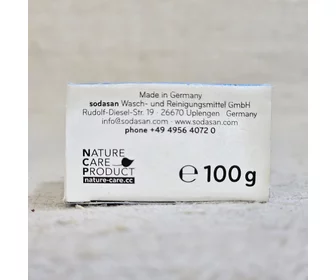 Made in Germany
sodasan Wasch- und Reinigungsmittel GmbH
Rudolf-Diesel-Str. 19 · 26670 Uplengen · Germany
info@sodasan.com · www.sodasan.com
phone +49 4956 4072 0
NATURE
CARE
PRODUCT
nature-care.cc
℮ 100 g